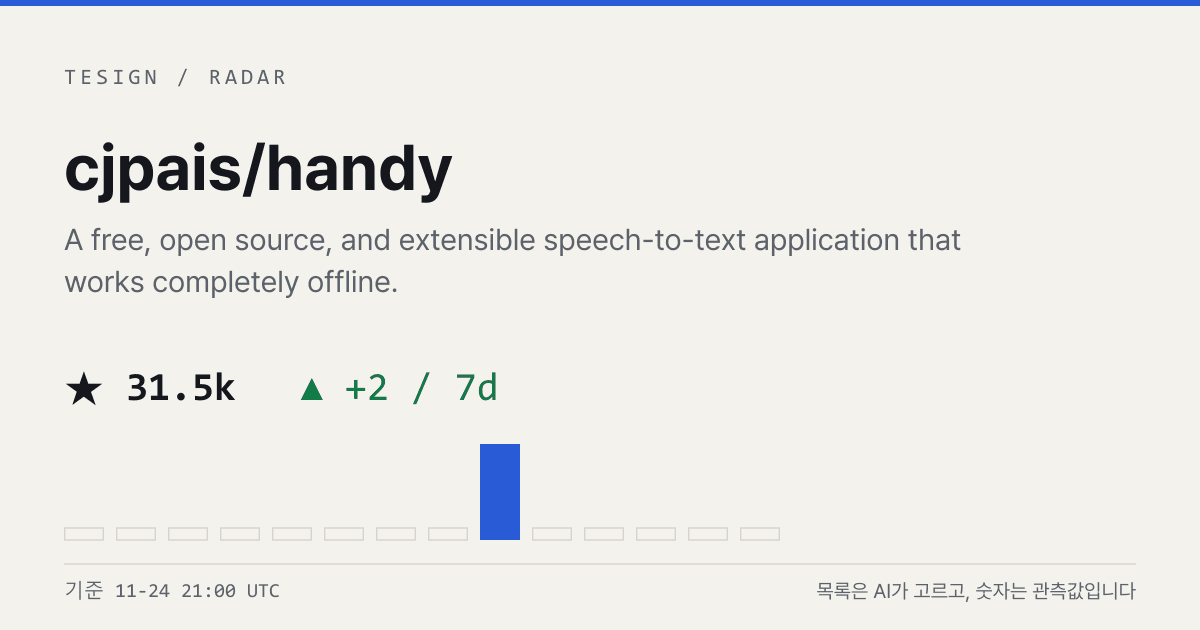 TESIGN / RADAR
cjpais/handy
A free, open source, and extensible speech-to-text application that
works completely offline.
★ 31.5k ▲ +2 / 7d
기준 11-24 21:00 UTC
목록은 AI가 고르고, 숫자는 관측값입니다